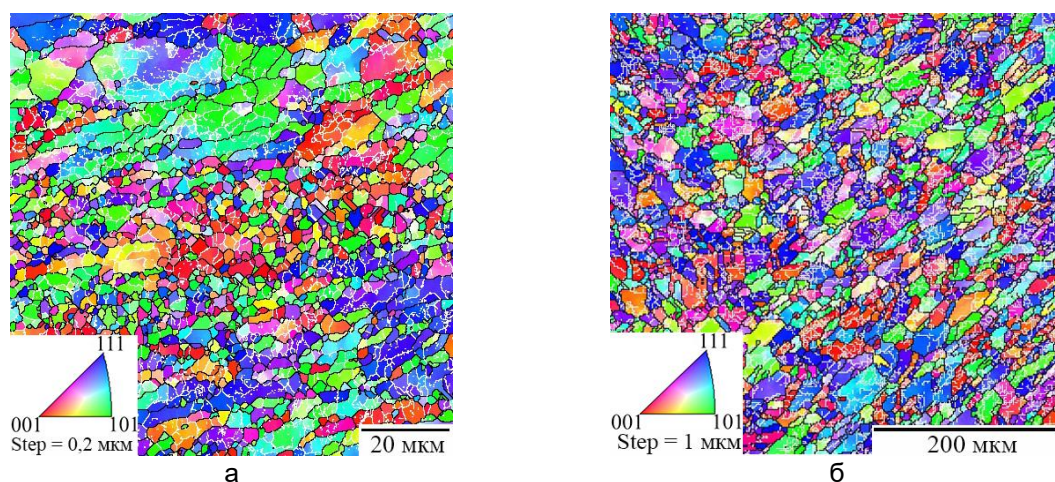 111
001 101
Step = 0,2 мкм
20 мкм
а
111
001 101
Step = 1 мкм
200 мкм
б